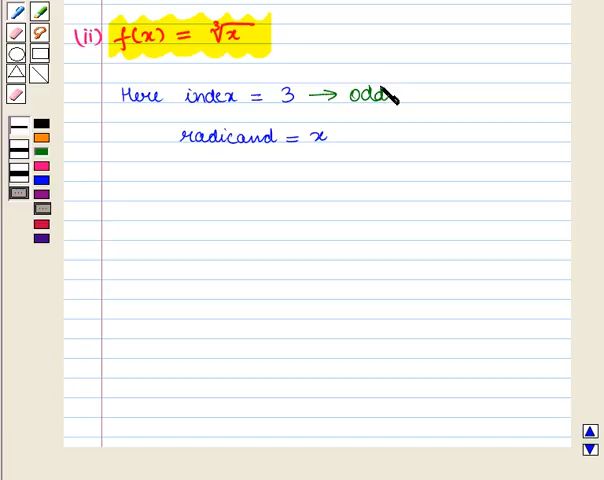 (ii) f(x) = ∛x
Here index = 3 → odd
radicand = x